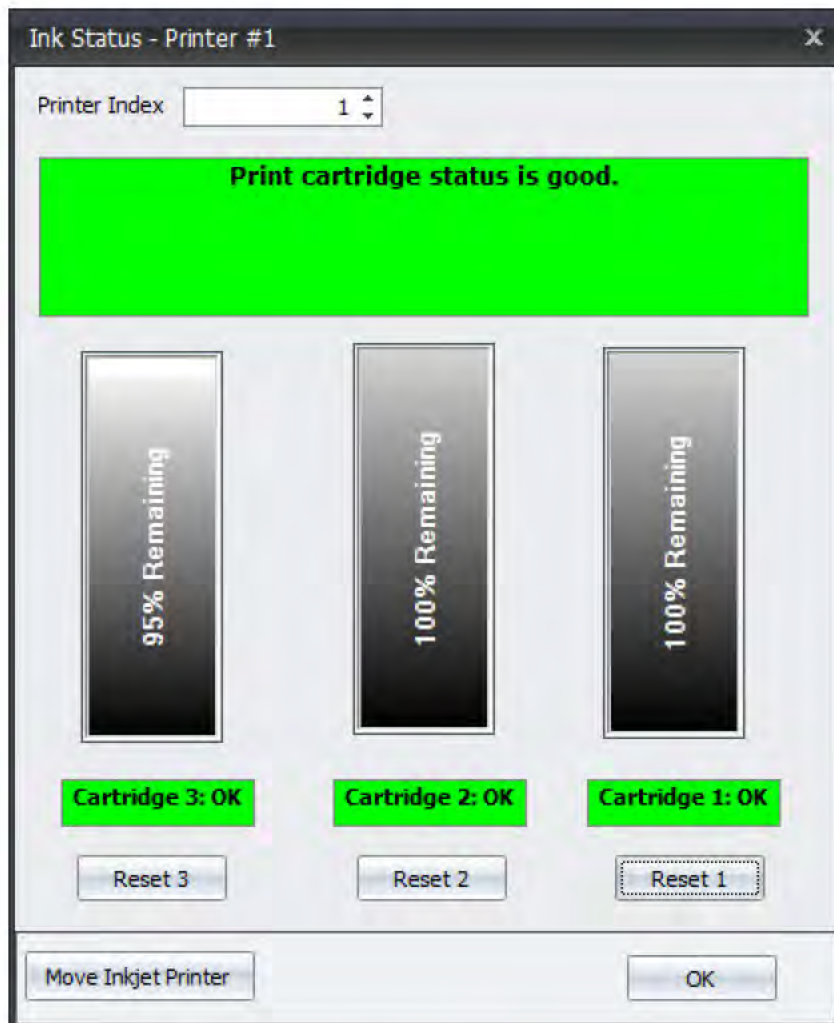 Ink Status - Printer #1
Printer Index 1
Print cartridge status is good.
95% Remaining
100% Remaining
100% Remaining
Cartridge 3: OK
Cartridge 2: OK
Cartridge 1: OK
Reset 3
Reset 2
Reset 1
Move Inkjet Printer
OK